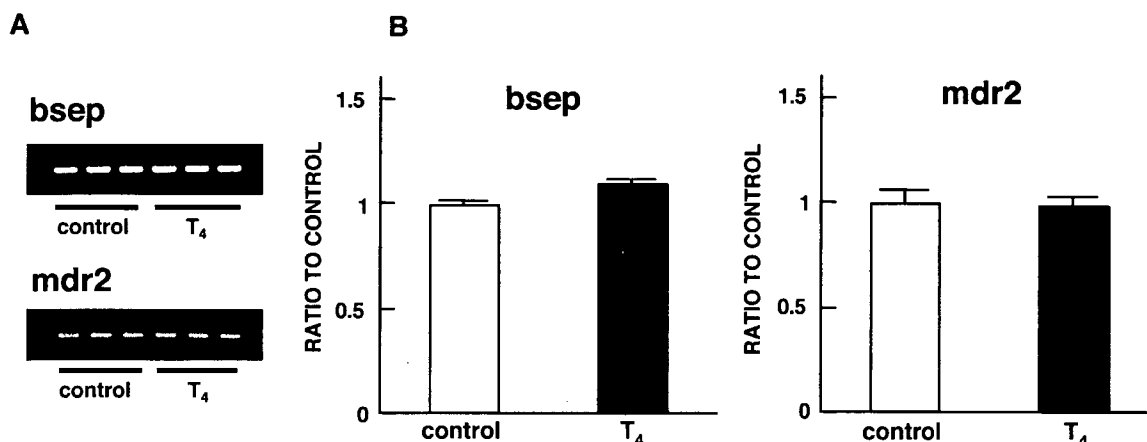 A
bsep
control T₄
mdr2
control T₄
B
bsep
RATIO TO CONTROL
1.5
1
0.5
0
control T₄
mdr2
RATIO TO CONTROL
1.5
1
0.5
0
control T₄